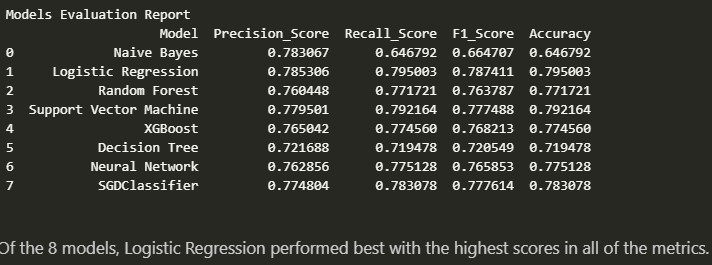 Models Evaluation Report
Model Precision_Score Recall_Score F1_Score Accuracy
0 Naive Bayes 0.783067 0.646792 0.664707 0.646792
1 Logistic Regression 0.785306 0.795003 0.787411 0.795003
2 Random Forest 0.760448 0.771721 0.763787 0.771721
3 Support Vector Machine 0.779501 0.792164 0.777488 0.792164
4 XGBoost 0.765042 0.774560 0.768213 0.774560
5 Decision Tree 0.721688 0.719478 0.720549 0.719478
6 Neural Network 0.762856 0.775128 0.765853 0.775128
7 SGDClassifier 0.774804 0.783078 0.777614 0.783078
Of the 8 models, Logistic Regression performed best with the highest scores in all of the metrics.